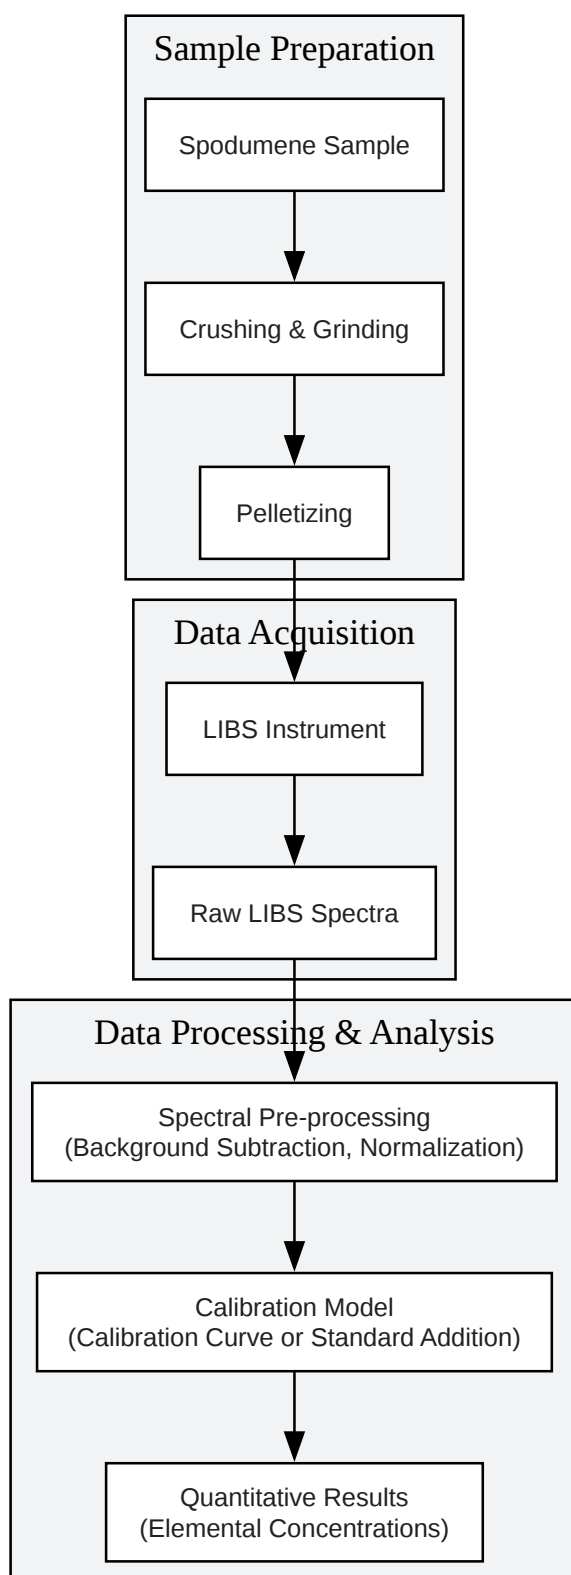 Sample Preparation
Spodumene Sample
Crushing & Grinding
Pelletizing
Data Acquisition
LIBS Instrument
Raw LIBS Spectra
Data Processing & Analysis
Spectral Pre-processing
(Background Subtraction, Normalization)
Calibration Model
(Calibration Curve or Standard Addition)
Quantitative Results
(Elemental Concentrations)